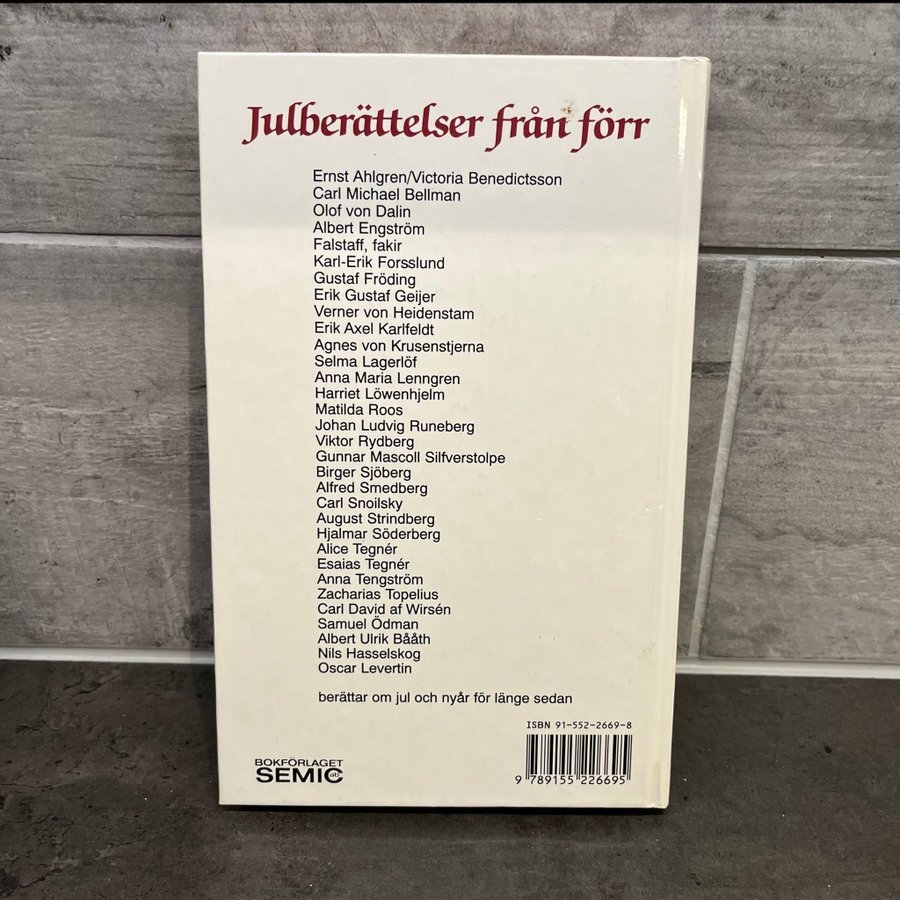 Julberättelser från förr
Ernst Ahlgren/Victoria Benedictsson
Carl Michael Bellman
Olof von Dalin
Albert Engström
Falstaff, fakir
Karl-Erik Forsslund
Gustaf Fröding
Erik Gustaf Geijer
Verner von Heidenstam
Erik Axel Karlfeldt
Agnes von Krusenstjerna
Selma Lagerlöf
Anna Maria Lenngren
Harriet Löwenhjelm
Matilda Roos
Johan Ludvig Runeberg
Viktor Rydberg
Gunnar Mascoll Silfverstolpe
Birger Sjöberg
Alfred Smedberg
Carl Snoilsky
August Strindberg
Hjalmar Söderberg
Alice Tegnér
Esaias Tegnér
Anna Tengström
Zacharias Topelius
Carl David af Wirsén
Samuel Ödman
Albert Ulrik Bååth
Nils Hasselskog
Oscar Levertin
berättar om jul och nyår för länge sedan
ISBN 91-552-2669-8
9 789155 226695
BOKFÖRLAGET
SEMIC ab